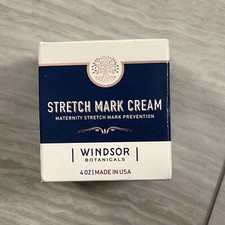 STRETCH MARK CREAM
MATERNITY STRETCH MARK PREVENTION
| WINDSOR |
BOTANICALS
4 OZ | MADE IN USA